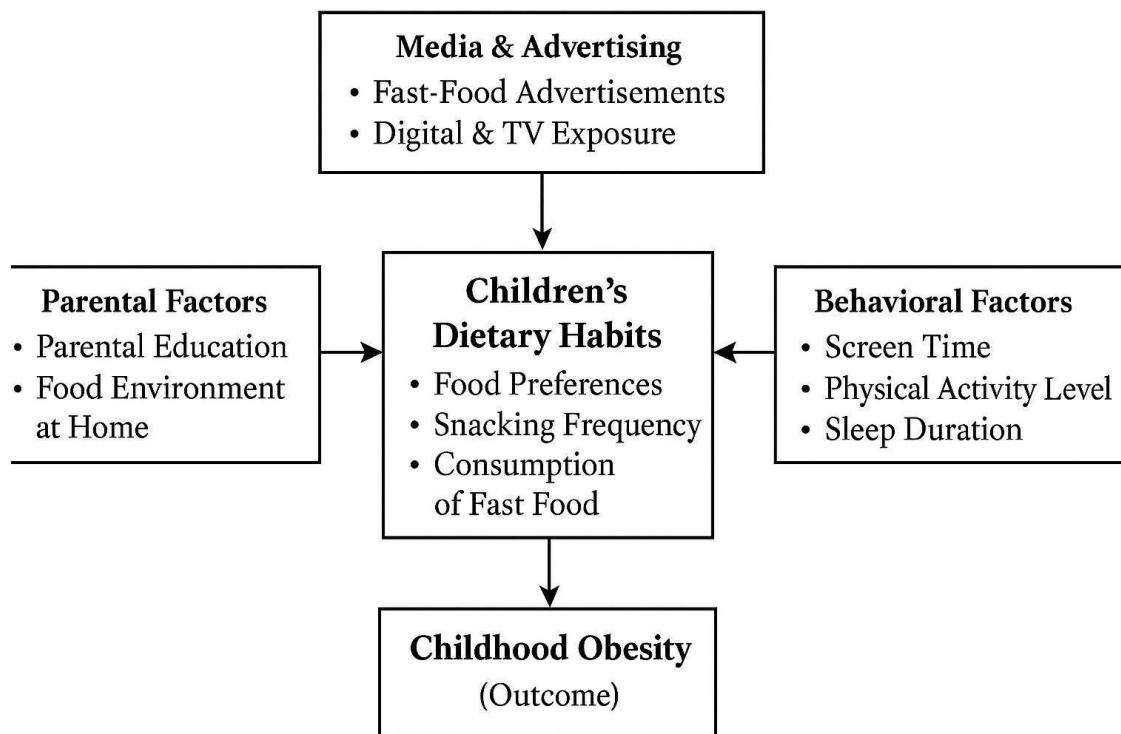 Media & Advertising
• Fast-Food Advertisements
• Digital & TV Exposure
Parental Factors
• Parental Education
• Food Environment
at Home
Children’s
Dietary Habits
• Food Preferences
• Snacking Frequency
• Consumption
of Fast Food
Behavioral Factors
• Screen Time
• Physical Activity Level
• Sleep Duration
Childhood Obesity
(Outcome)